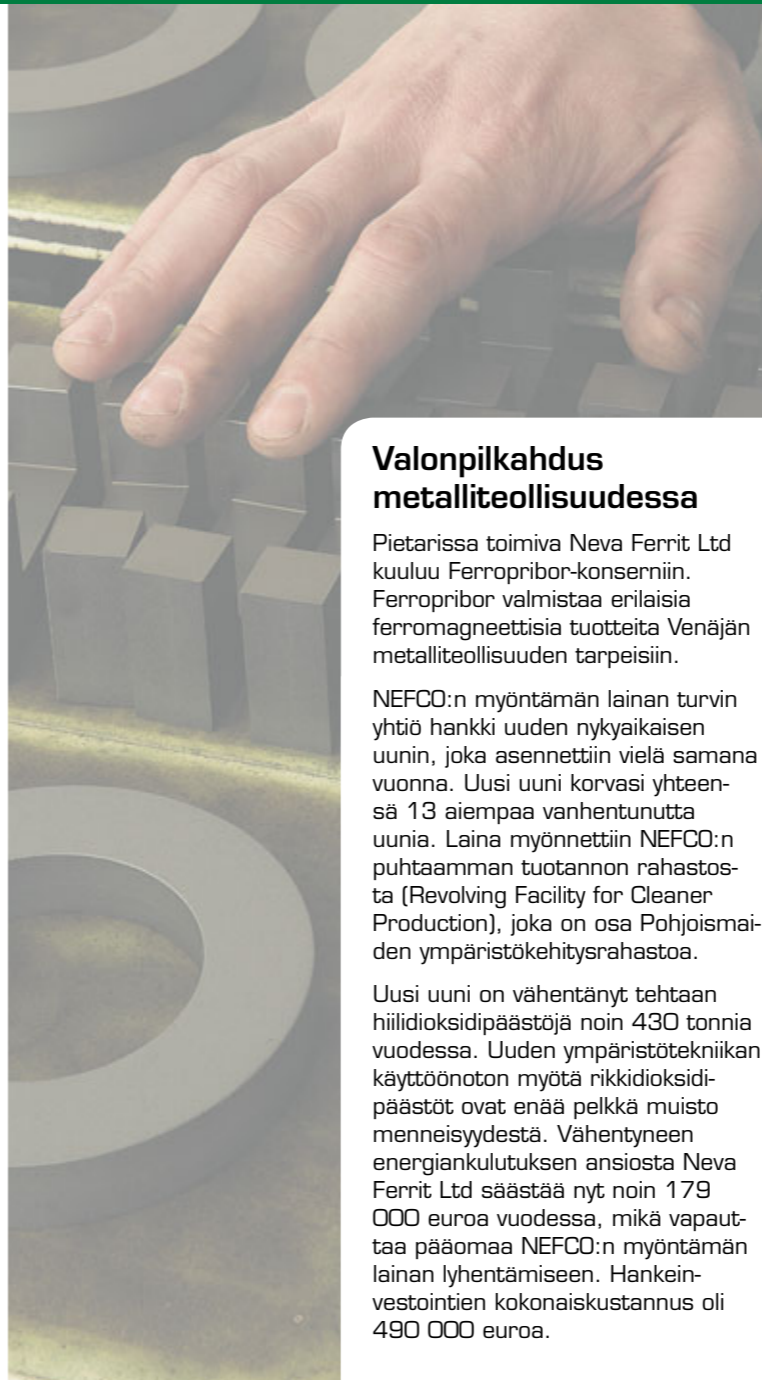 Valonpilkahdus
metalliteollisuudessa
Pietarissa toimiva Neva Ferrit Ltd
kuuluu Ferropribor-konserniin.
Ferropribor valmistaa erilaisia
ferromagneettisia tuotteita Venäjän
metalliteollisuuden tarpeisiin.
NEFCO:n myöntämän lainan turvin
yhtiö hankki uuden nykyaikaisen
uunin, joka asennettiin vielä samana
vuonna. Uusi uuni korvasi yhteen-
sä 13 aiempaa vanhentunutta
uunia. Laina myönnettiin NEFCO:n
puhtaamman tuotannon rahastos-
ta (Revolving Facility for Cleaner
Production), joka on osa Pohjoismai-
den ympäristökehitysrahastoa.
Uusi uuni on vähentänyt tehtaan
hiilidioksidipäästöjä noin 430 tonnia
vuodessa. Uuden ympäristötekniikan
käyttöönoton myötä rikkidioksidi-
päästöt ovat enää pelkkä muisto
menneisyydestä. Vähentyneen
energiankulutuksen ansiosta Neva
Ferrit Ltd säästää nyt noin 179
000 euroa vuodessa, mikä vapaut-
taa pääomaa NEFCO:n myöntämän
lainan lyhentämiseen. Hankein-
vestointien kokonaiskustannus oli
490 000 euroa.